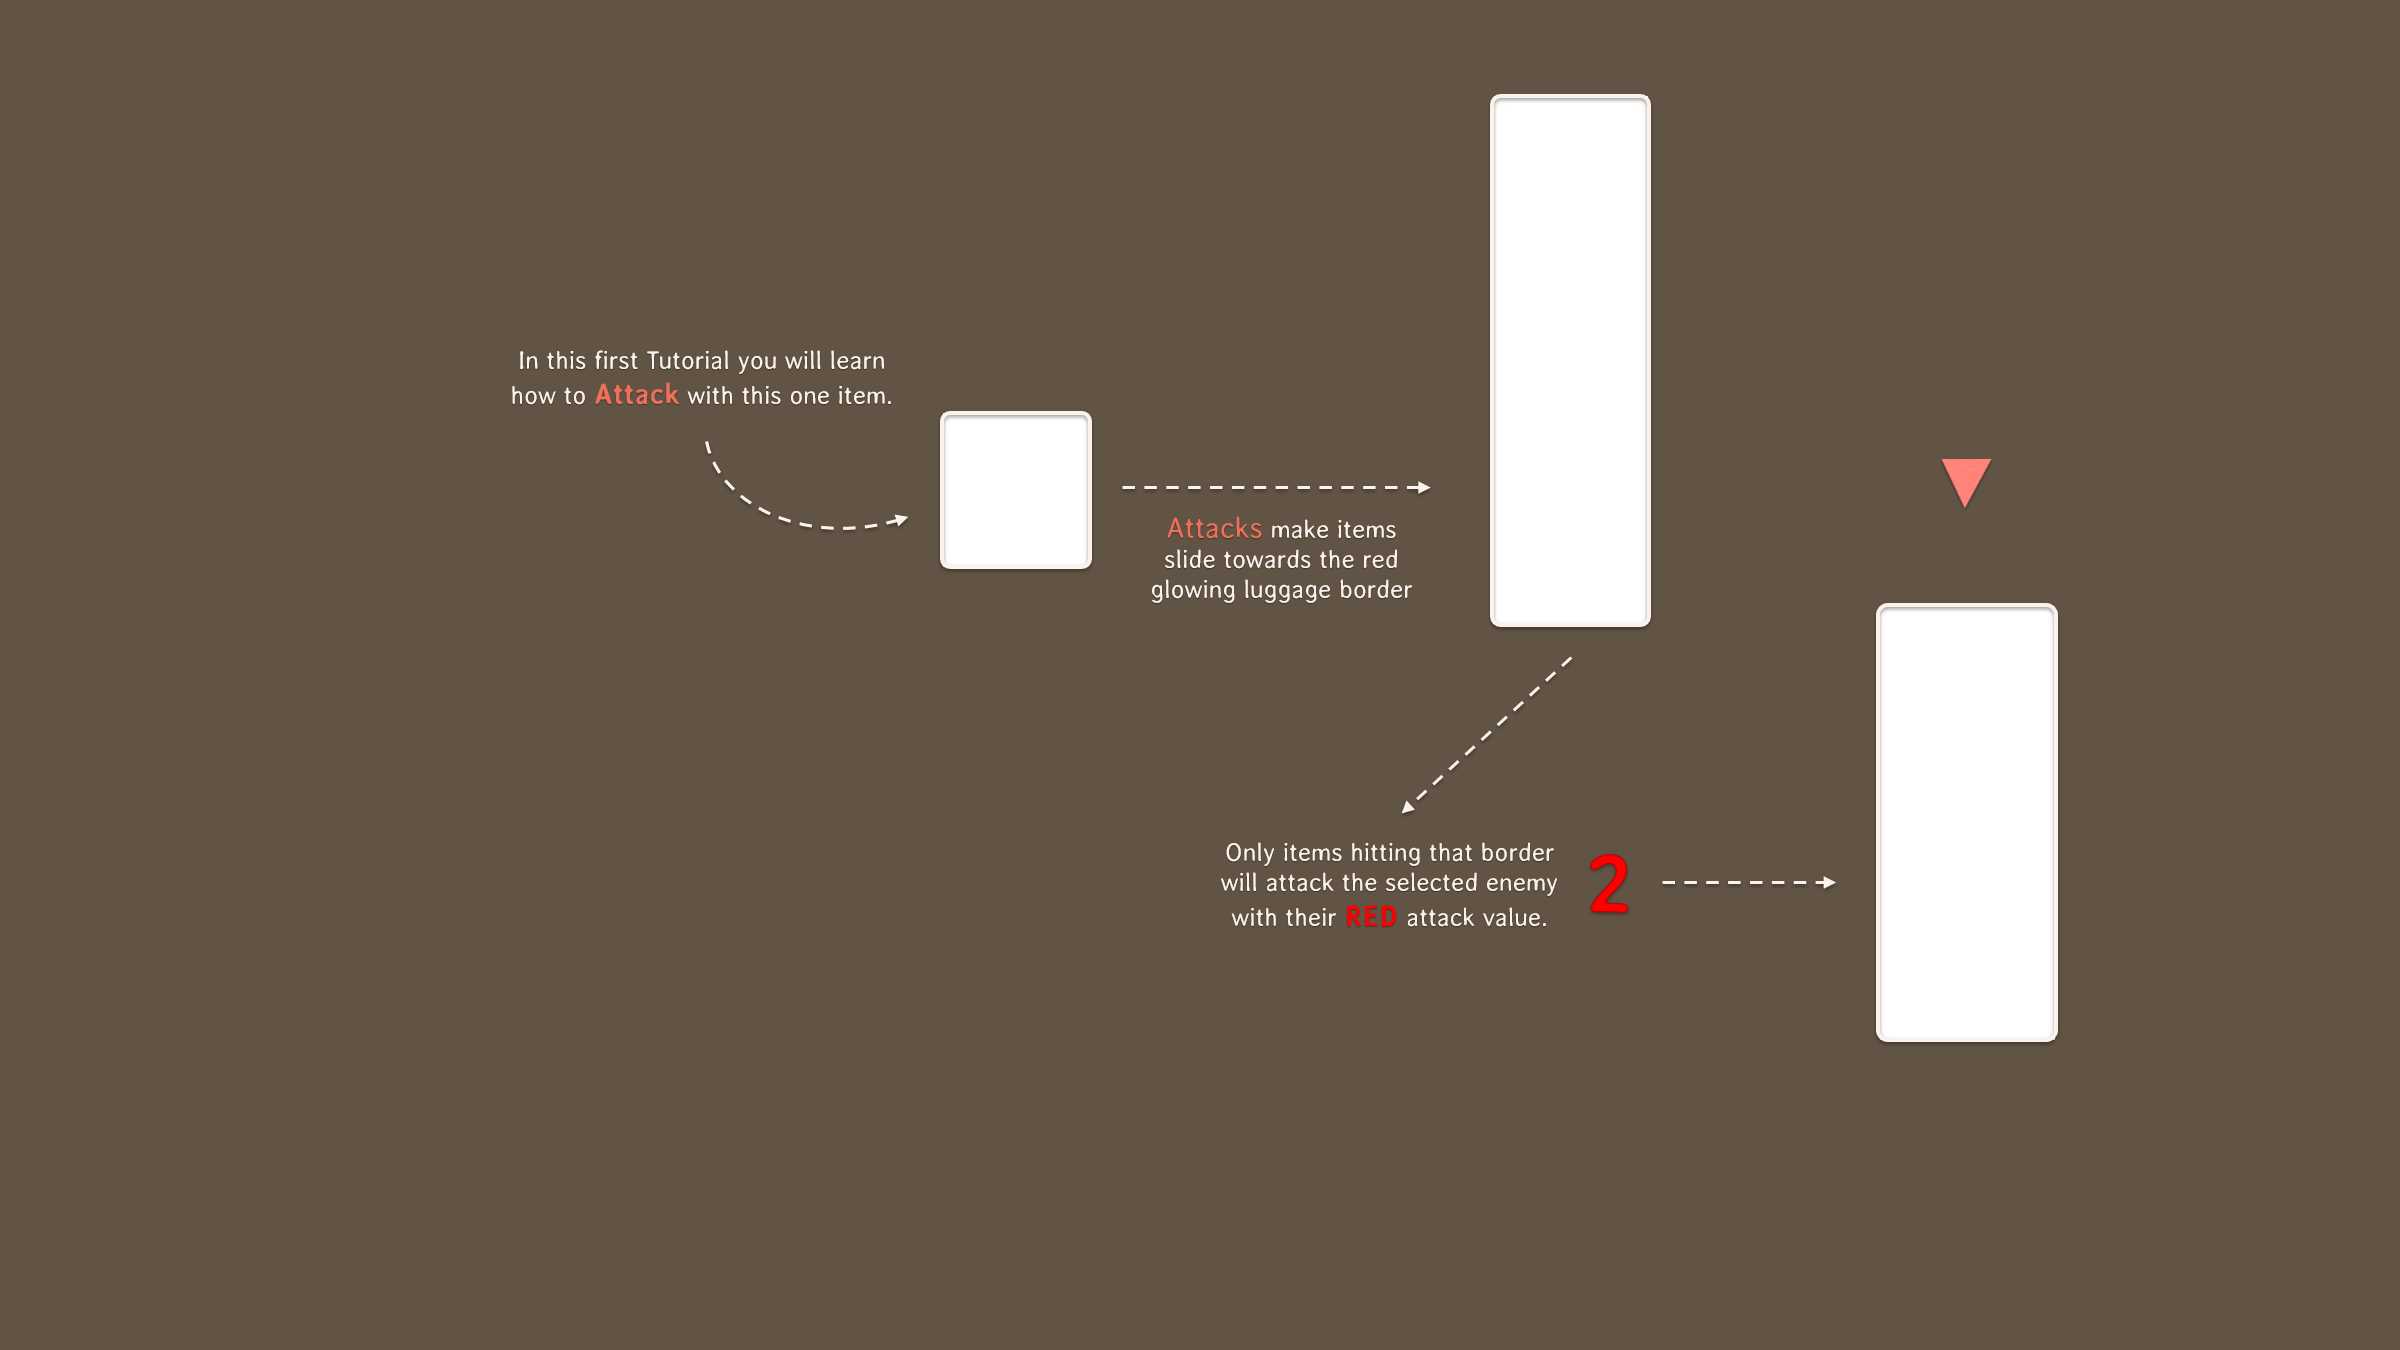 In this first Tutorial you will learn
how to Attack with this one item.
Attacks make items
slide towards the red
glowing luggage border
Only items hitting that border
will attack the selected enemy
with their RED attack value.
2